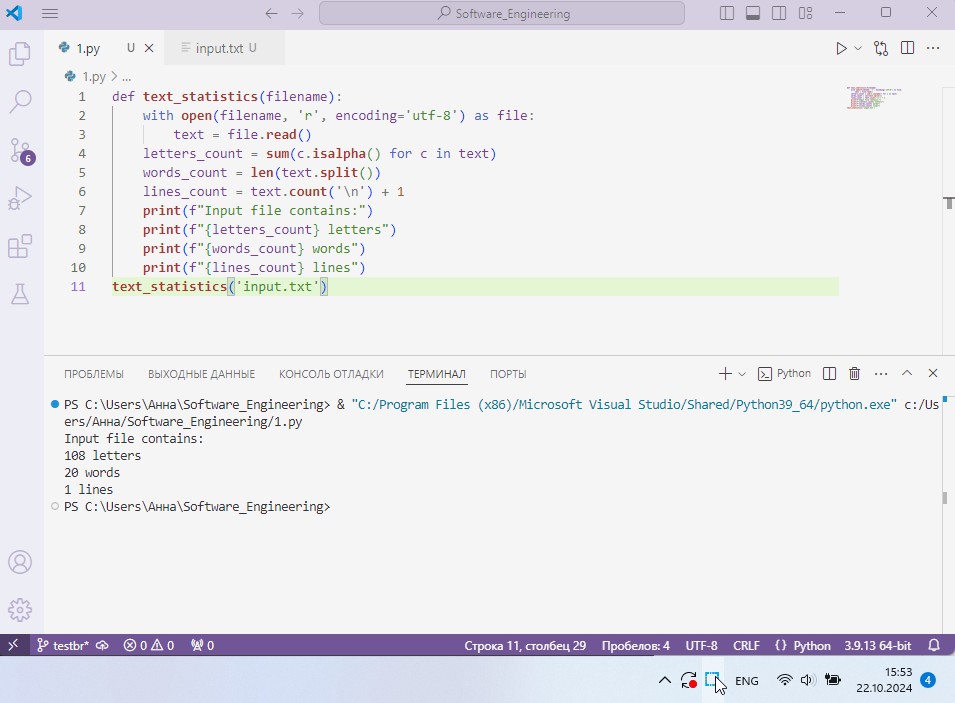 Software_Engineering
1.py U
input.txt U
1.py > ...
1 def text_statistics(filename):
2 with open(filename, 'r', encoding='utf-8') as file:
3 text = file.read()
4 letters_count = sum(c.isalpha() for c in text)
5 words_count = len(text.split())
6 lines_count = text.count('\n') + 1
7 print(f"Input file contains:")
8 print(f"{letters_count} letters")
9 print(f"{words_count} words")
10 print(f"{lines_count} lines")
11 text_statistics('input.txt')
6
ПРОБЛЕМЫ ВЫХОДНЫЕ ДАННЫЕ КОНСОЛЬ ОТЛАДКИ ТЕРМИНАЛ ПОРТЫ
Python
PS C:\Users\Анна\Software_Engineering> & "C:/Program Files (x86)/Microsoft Visual Studio/Shared/Python39_64/python.exe" c:/Us
ers/Анна/Software_Engineering/1.py
Input file contains:
108 letters
20 words
1 lines
PS C:\Users\Анна\Software_Engineering>
testbr* 0 0 0 Строка 11, столбец 29 Пробелов: 4 UTF-8 CRLF {} Python 3.9.13 64-bit
ENG
15:53
22.10.2024
4